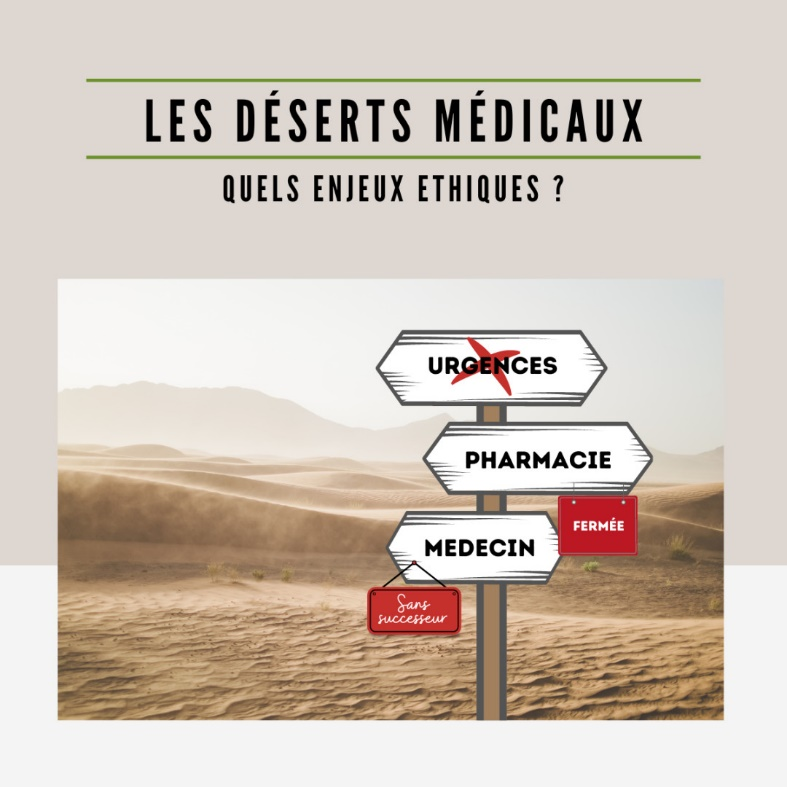 LES DÉSERTS MÉDICAUX
QUELS ENJEUX ETHIQUES ?
URGENCES
PHARMACIE
FERMÉE
MEDECIN
Sans
successeur